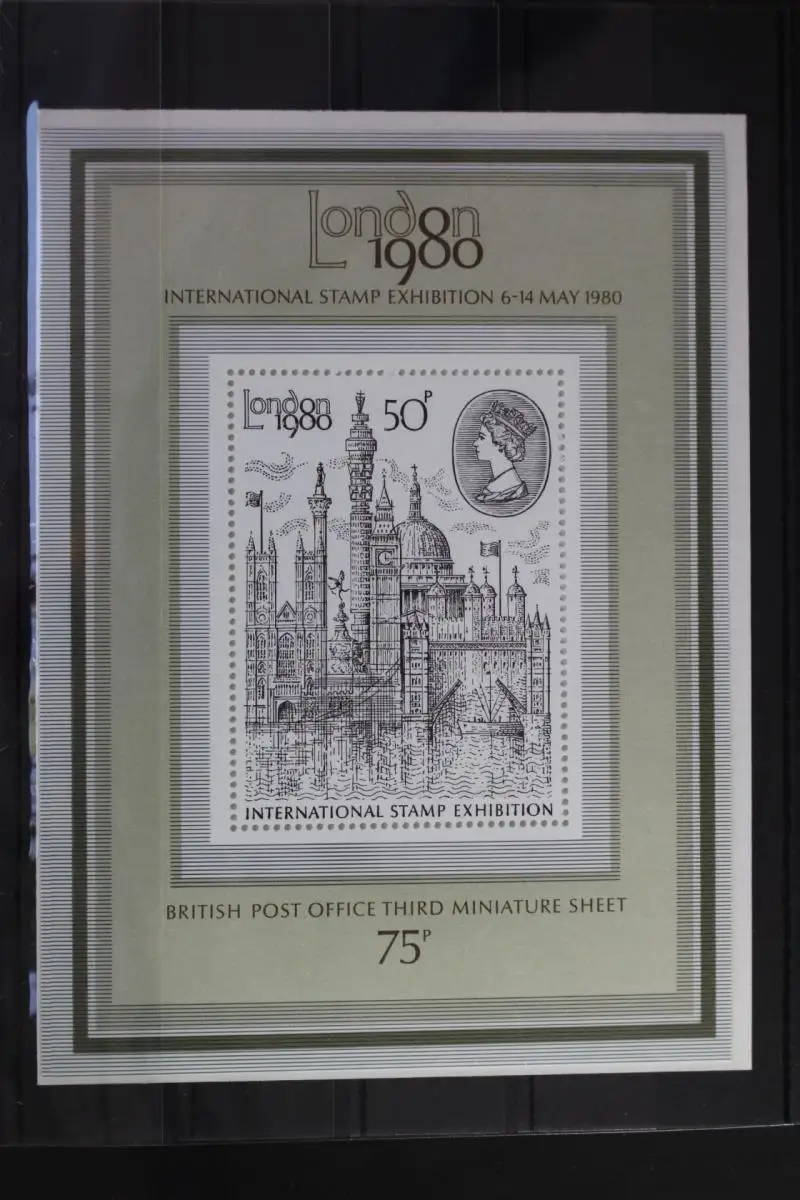 London
1980
INTERNATIONAL STAMP EXHIBITION 6-14 MAY 1980
London
1980
50P
INTERNATIONAL STAMP EXHIBITION
BRITISH POST OFFICE THIRD MINIATURE SHEET
75P